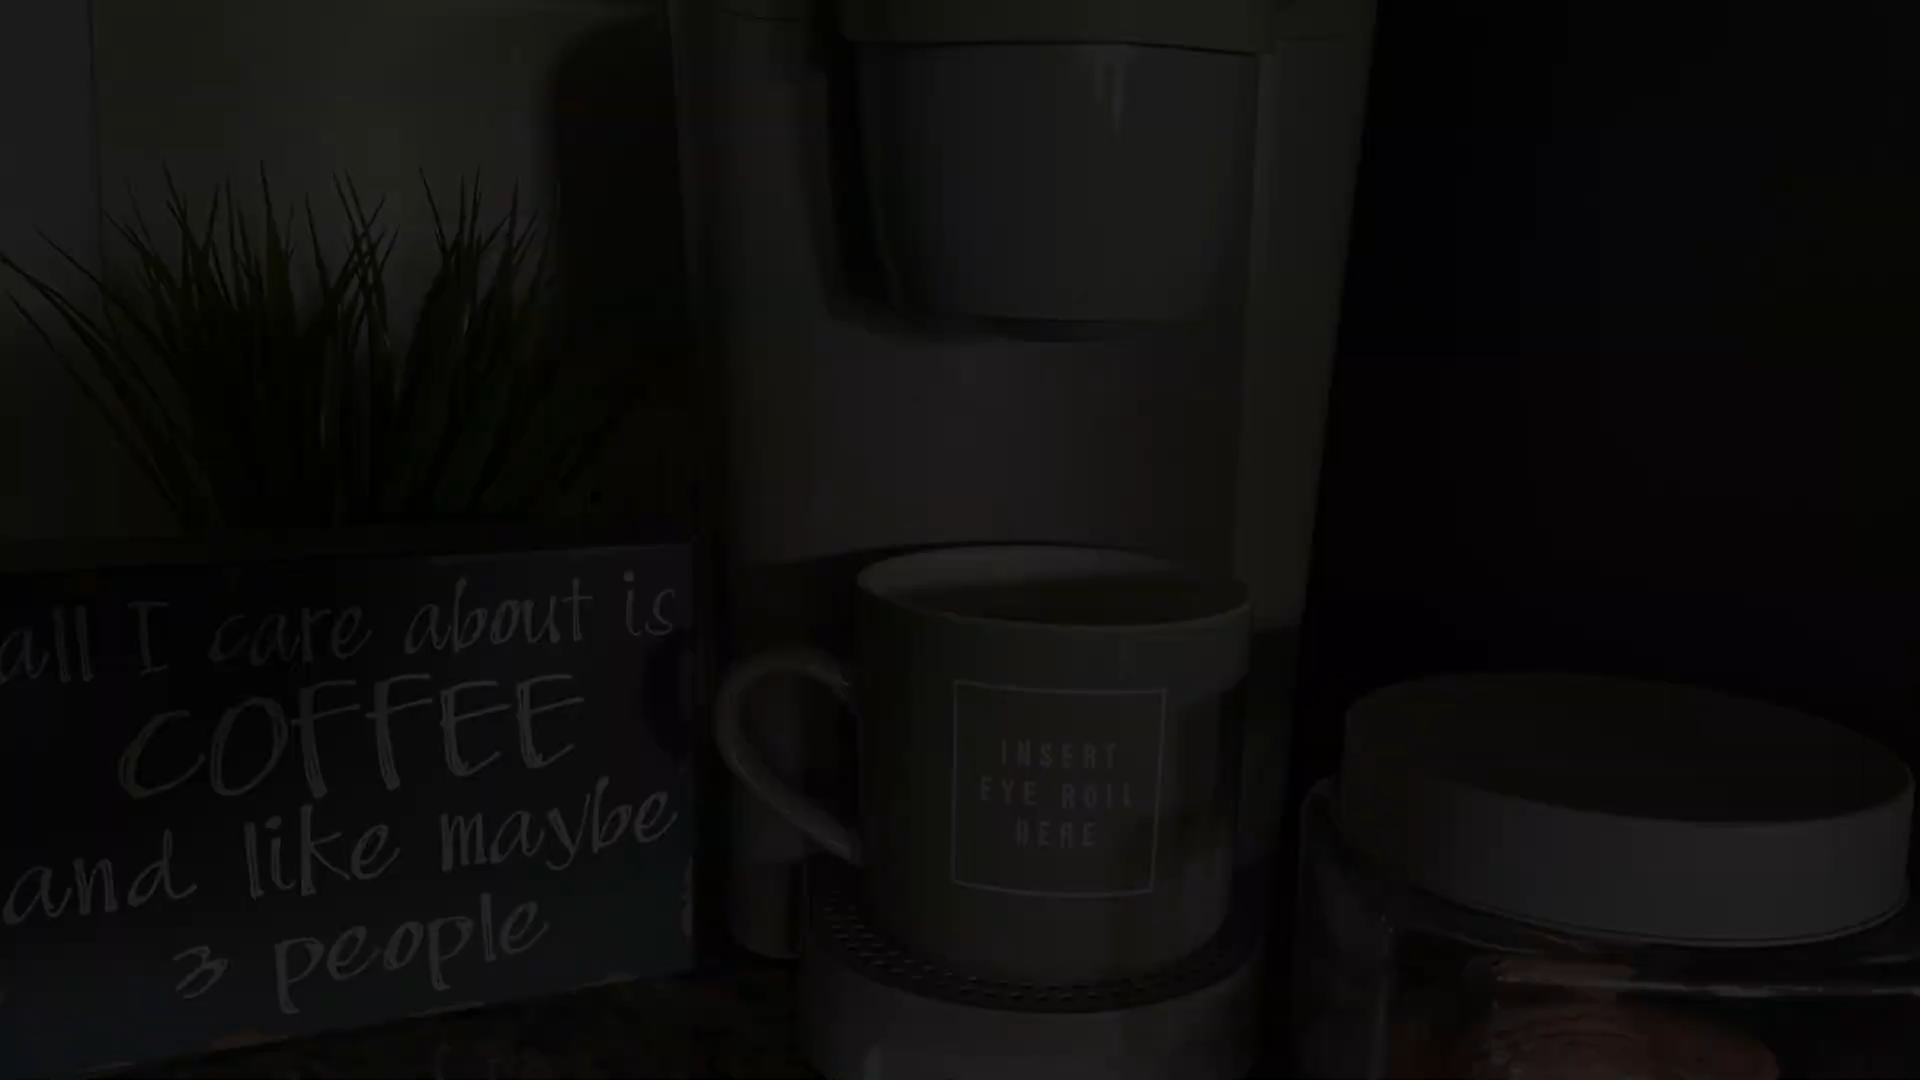 all I care about is
COFFEE
and like maybe
3 people
INSERT
EYE ROLL
HERE